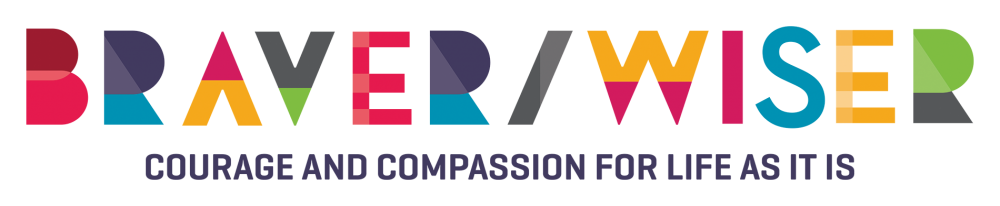 BRAVER/WISER
COURAGE AND COMPASSION FOR LIFE AS IT IS